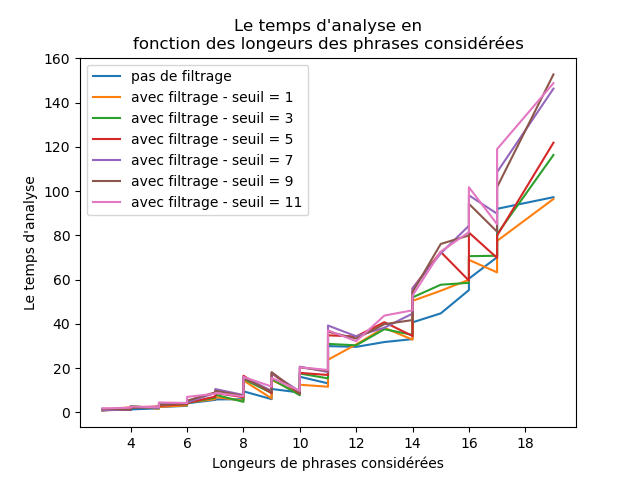 Le temps d'analyse en
fonction des longeurs des phrases considérées
160
140
120
100
80
60
40
20
0
Le temps d'analyse
pas de filtrage
avec filtrage - seuil = 1
avec filtrage - seuil = 3
avec filtrage - seuil = 5
avec filtrage - seuil = 7
avec filtrage - seuil = 9
avec filtrage - seuil = 11
4 6 8 10 12 14 16 18
Longeurs de phrases considérées